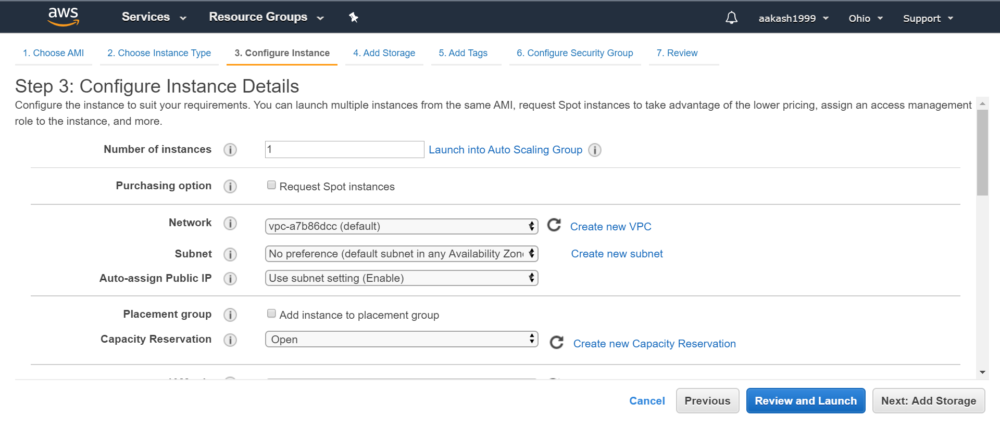 aws Services Resource Groups aakash1999 Ohio Support
1. Choose AMI 2. Choose Instance Type 3. Configure Instance 4. Add Storage 5. Add Tags 6. Configure Security Group 7. Review
Step 3: Configure Instance Details
Configure the instance to suit your requirements. You can launch multiple instances from the same AMI, request Spot instances to take advantage of the lower pricing, assign an access management
role to the instance, and more.
Number of instances 1 Launch into Auto Scaling Group
Purchasing option Request Spot instances
Network vpc-a7b86dcc (default) Create new VPC
Subnet No preference (default subnet in any Availability Zon Create new subnet
Auto-assign Public IP Use subnet setting (Enable)
Placement group Add instance to placement group
Capacity Reservation Open Create new Capacity Reservation
Cancel Previous Review and Launch Next: Add Storage